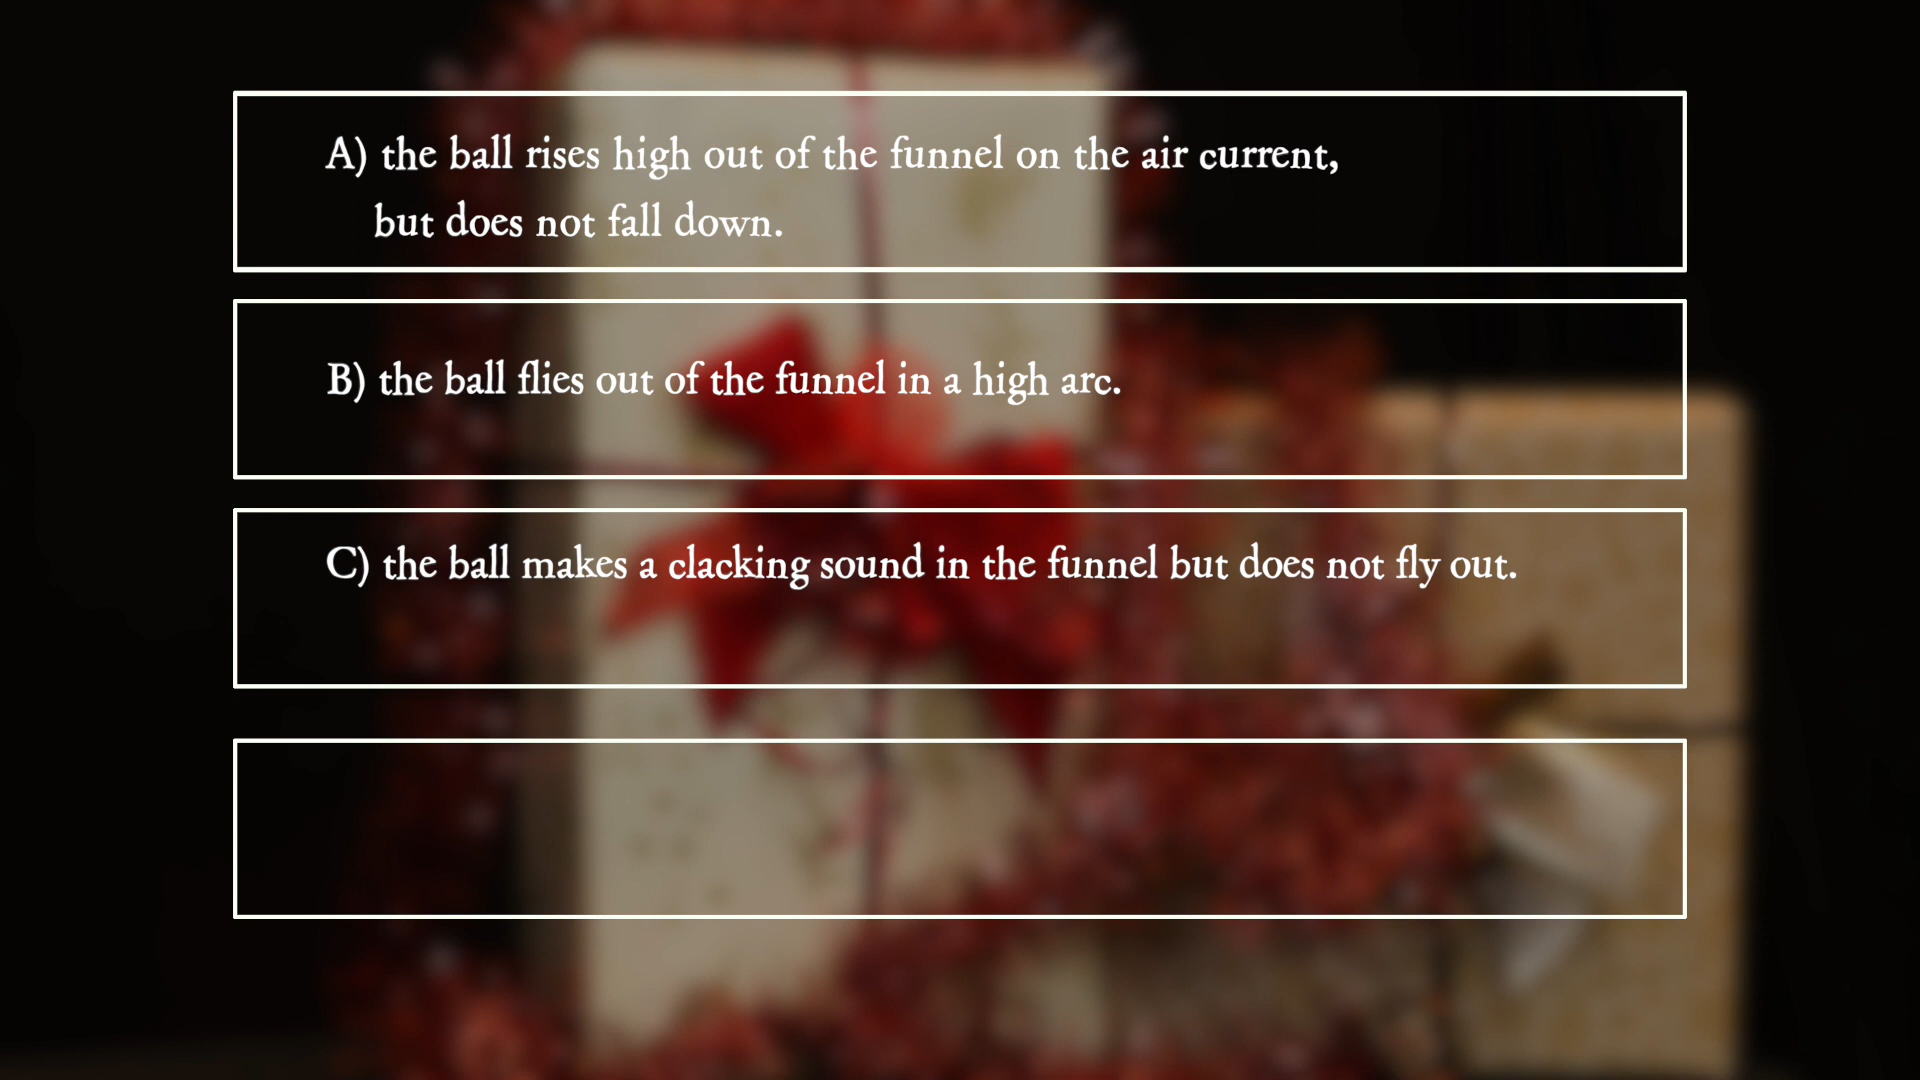 A) the ball rises high out of the funnel on the air current,
but does not fall down.
B) the ball flies out of the funnel in a high arc.
C) the ball makes a clacking sound in the funnel but does not fly out.